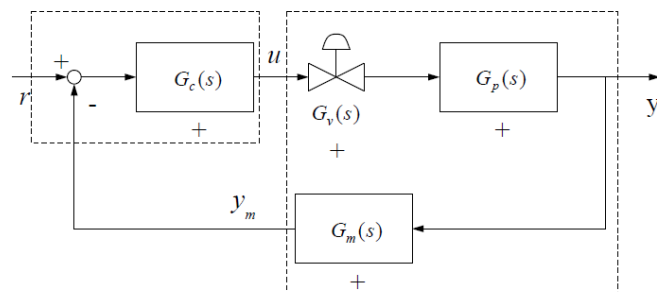 +
G_c(s)
u
G_p(s)
r
-
G_v(s)
y
+
+
+
y_m
G_m(s)
+